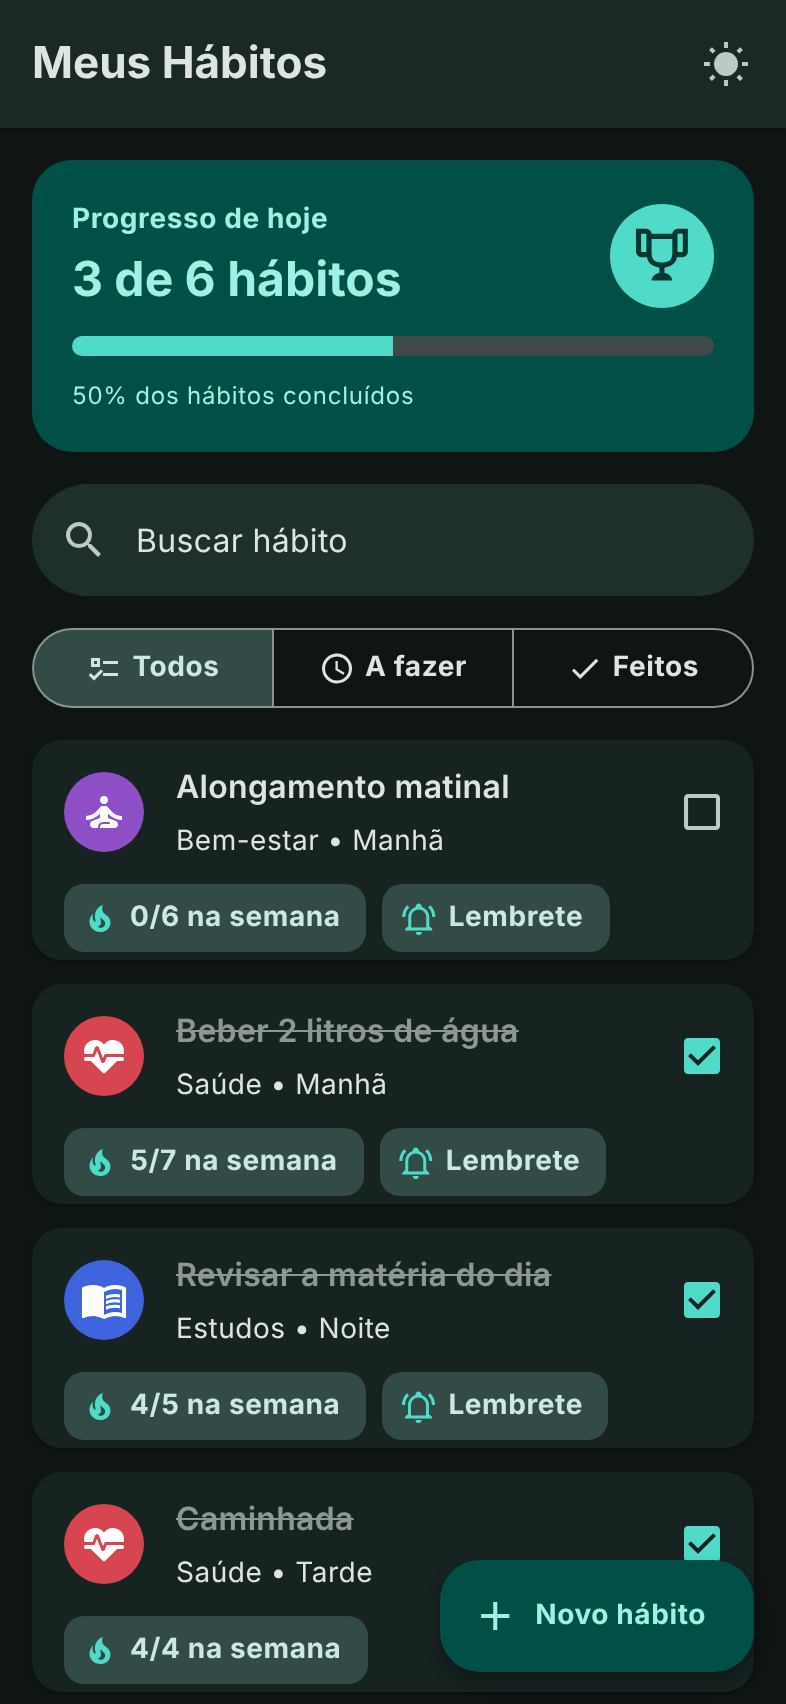 Meus Hábitos
Progresso de hoje
3 de 6 hábitos
50% dos hábitos concluídos
Buscar hábito
Todos A fazer Feitos
Alongamento matinal
Bem-estar • Manhã
0/6 na semana Lembrete
Beber 2 litros de água
Saúde • Manhã
5/7 na semana Lembrete
Revisar a matéria do dia
Estudos • Noite
4/5 na semana Lembrete
Caminhada
Saúde • Tarde
4/4 na semana
Novo hábito